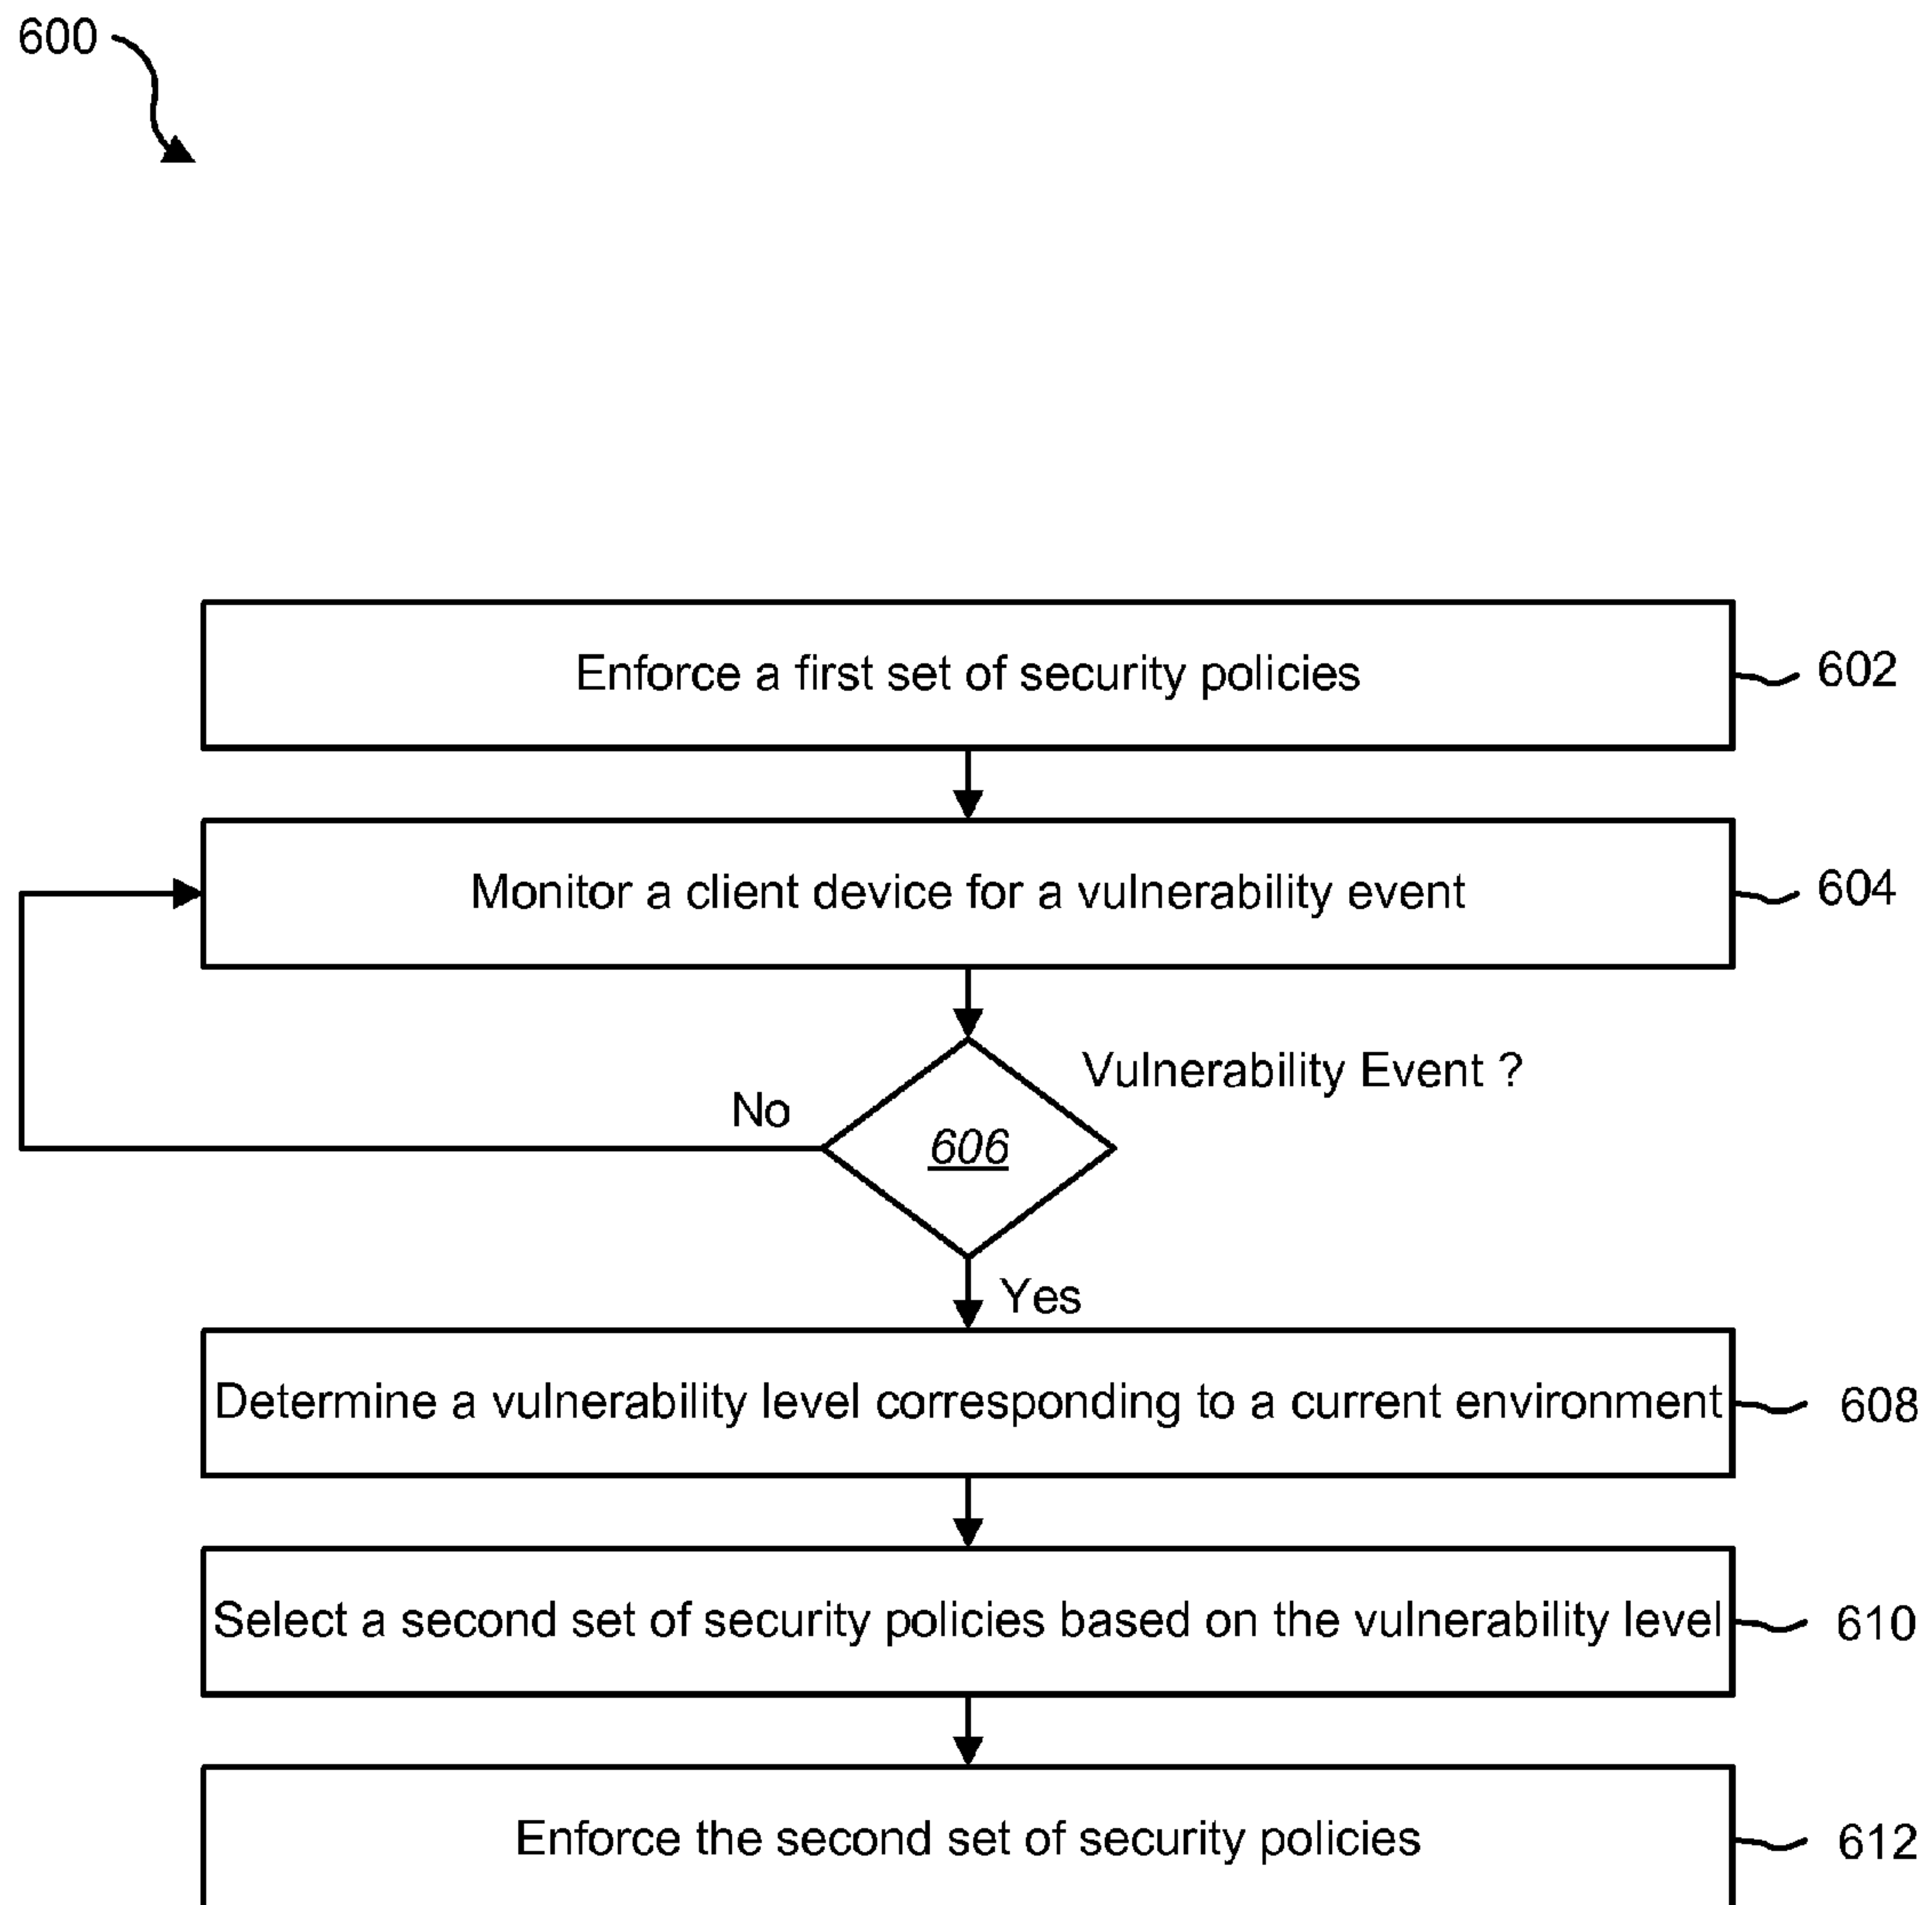 600
Enforce a first set of security policies
602
Monitor a client device for a vulnerability event
604
Vulnerability Event ?
No
606
Yes
Determine a vulnerability level corresponding to a current environment
608
Select a second set of security policies based on the vulnerability level
610
Enforce the second set of security policies
612